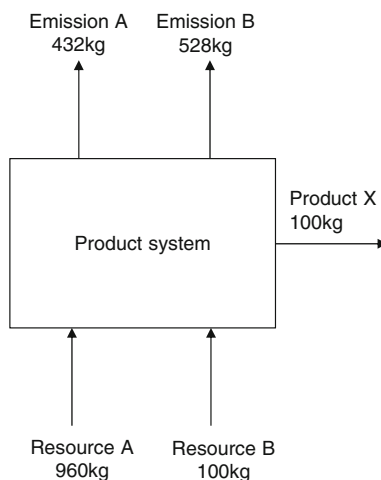 Emission A
432kg
Emission B
528kg
Product X
100kg
Product system
Resource A
960kg
Resource B
100kg